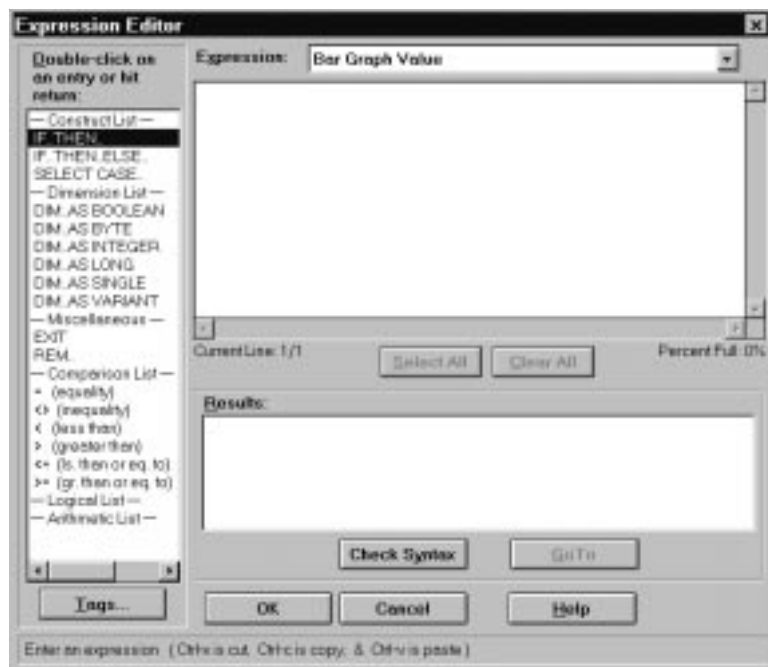 Expression Editor
Double-click on
an entry or hit
return:
— Construct List —
IF..THEN..
IF..THEN..ELSE..
SELECT CASE..
— Dimension List —
DIM..AS BOOLEAN
DIM..AS BYTE
DIM..AS INTEGER
DIM..AS LONG
DIM..AS SINGLE
DIM..AS VARIANT
— Miscellaneous —
EXIT
REM..
— Comparison List —
= (equality)
<> (inequality)
< (less than)
> (greater than)
<= (ls. than or eq. to)
>= (gr. than or eq. to)
— Logical List —
— Arithmetic List —
Tags...
Expression: Bar Graph Value
Current Line: 1/1
Select All
Clear All
Percent Full: 0%
Results:
Check Syntax
GoTo
OK
Cancel
Help
Enter an expression (Ctrl-x is cut, Ctrl-c is copy, & Ctrl-v is paste)